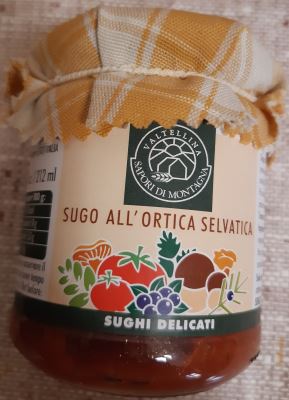 VALTELLINA
SAPORI DI MONTAGNA
SUGO ALL'ORTICA SELVATICA
SUGHI DELICATI
212 ml